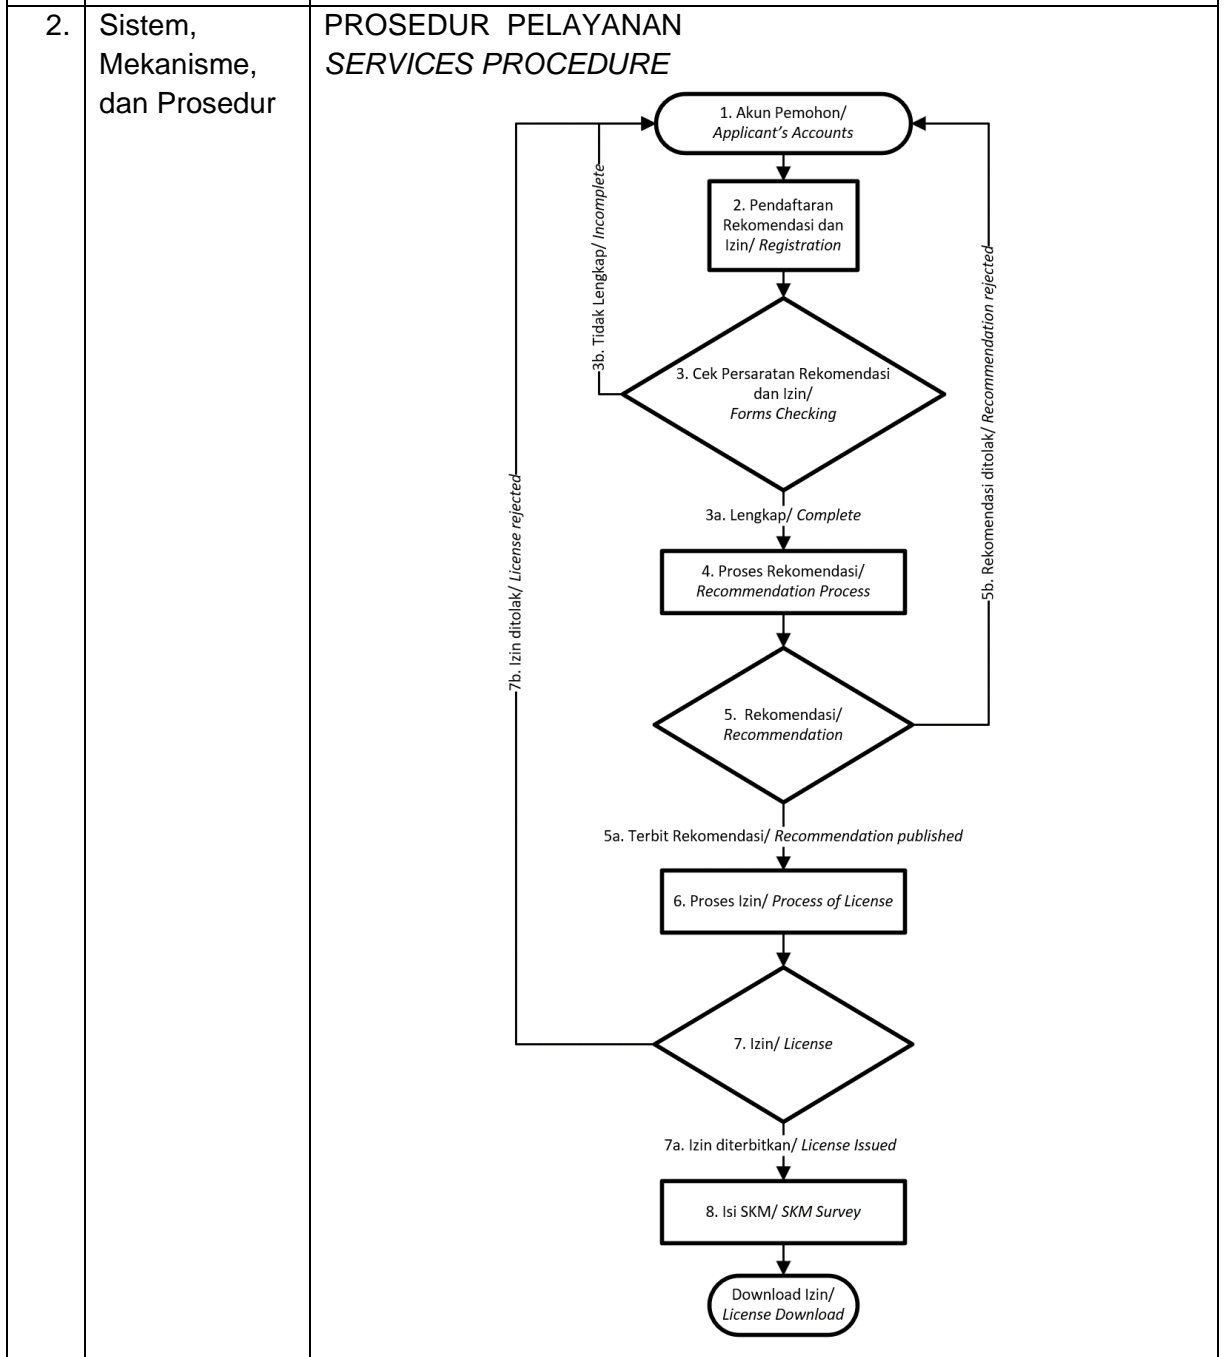 2.
Sistem,
Mekanisme,
dan Prosedur
PROSEDUR PELAYANAN
SERVICES PROCEDURE
1. Akun Pemohon/
Applicant's Accounts
2. Pendaftaran
Rekomendasi dan
Izin/ Registration
3. Cek Persaratan Rekomendasi
dan Izin/
Forms Checking
3b. Tidak Lengkap/ Incomplete
3a. Lengkap/ Complete
4. Proses Rekomendasi/
Recommendation Process
5. Rekomendasi/
Recommendation
5b. Rekomendasi ditolak/ Recommendation rejected
5a. Terbit Rekomendasi/ Recommendation published
6. Proses Izin/ Process of License
7. Izin/ License
7b. Izin ditolak/ License rejected
7a. Izin diterbitkan/ License Issued
8. Isi SKM/ SKM Survey
Download Izin/
License Download